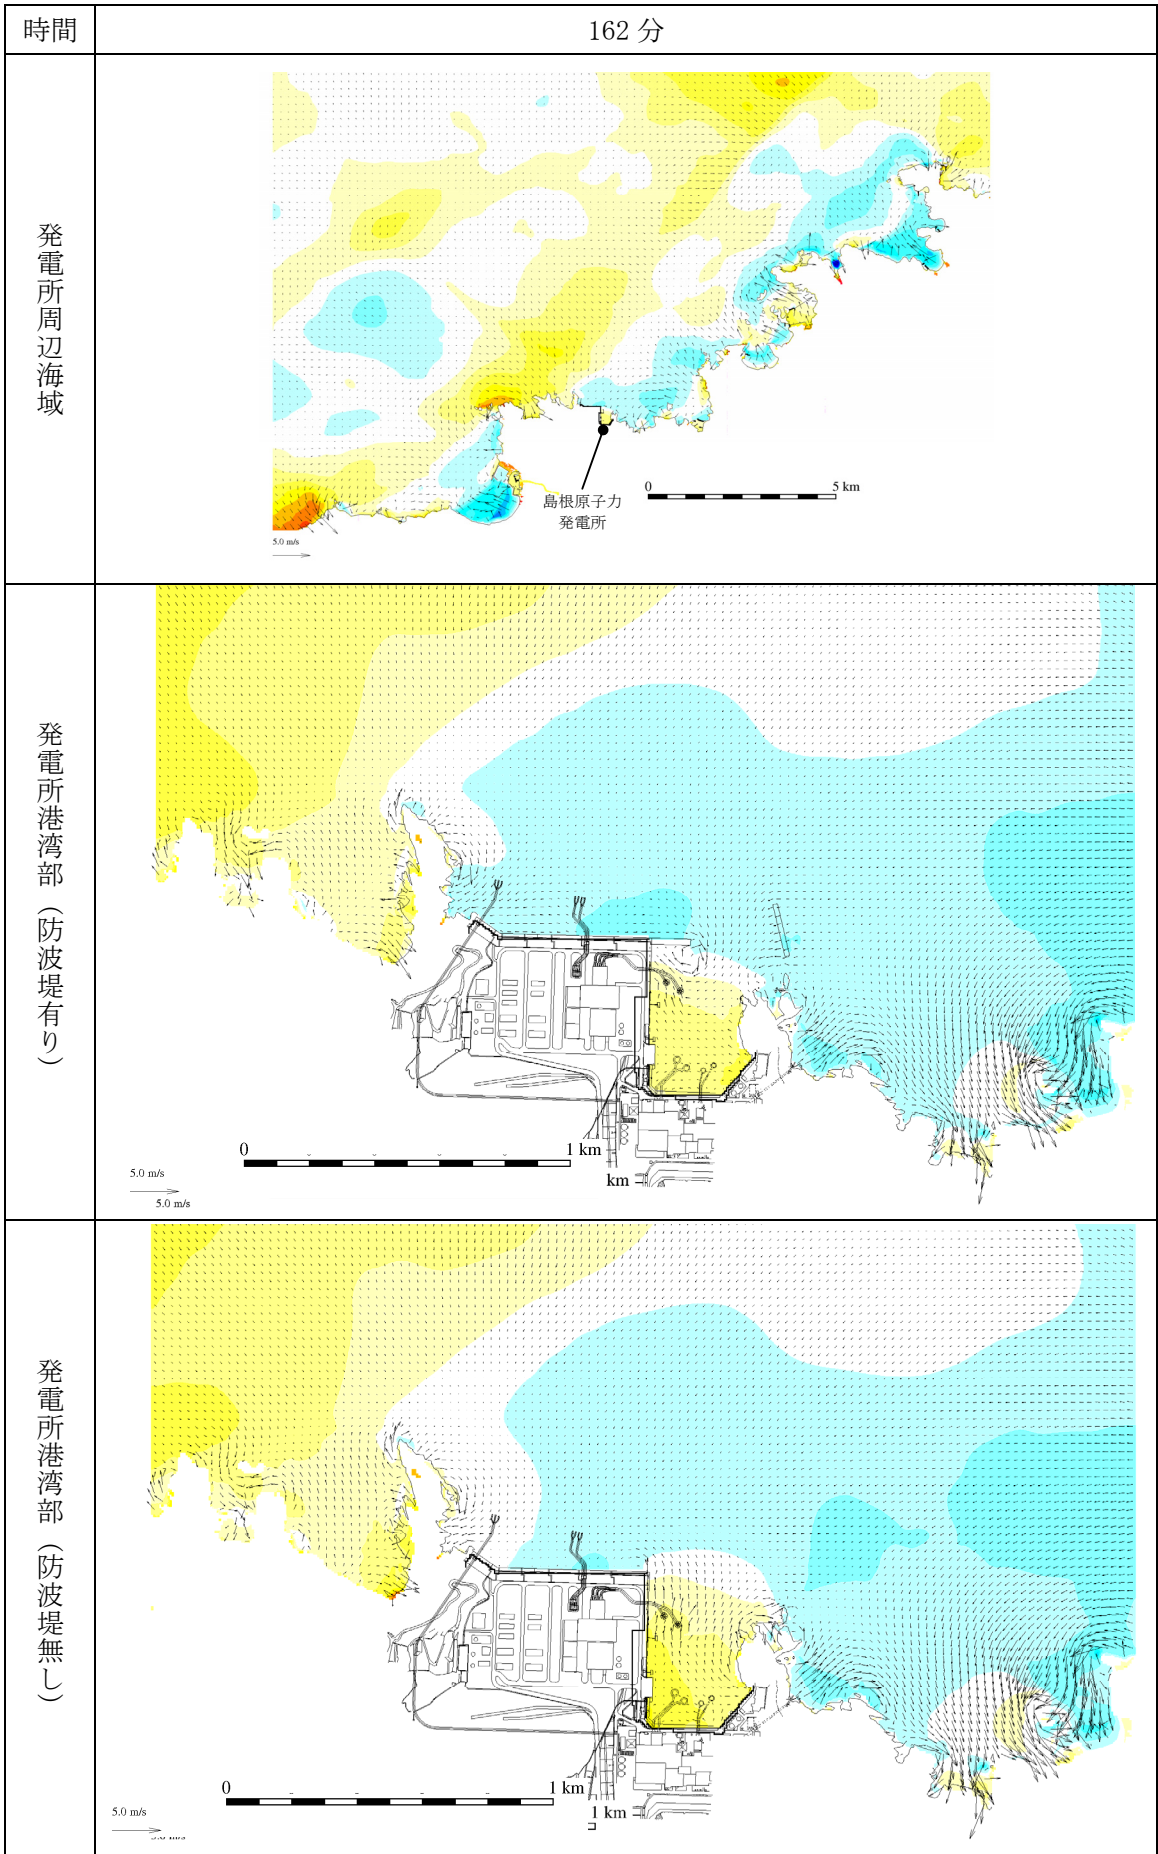 時間
162 分
発電所周辺海域
島根原子力
発電所
0
5 km
5.0 m/s
発電所港湾部（防波堤有り）
0
1 km
km
5.0 m/s
5.0 m/s
発電所港湾部（防波堤無し）
0
1 km
1 km
5.0 m/s